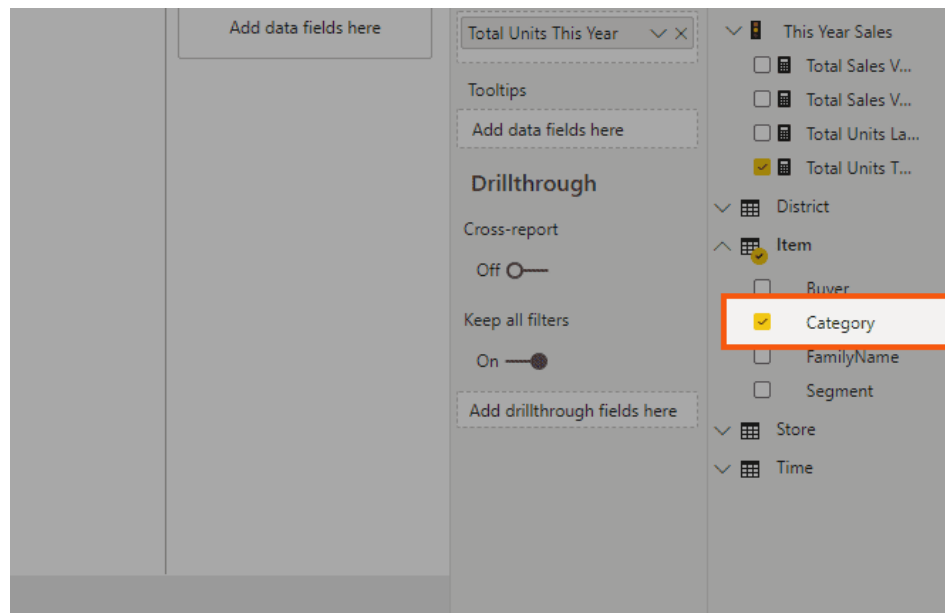 Add data fields here
Total Units This Year
Tooltips
Add data fields here
Drillthrough
Cross-report
Off
Keep all filters
On
Add drillthrough fields here
This Year Sales
Total Sales V...
Total Sales V...
Total Units La...
Total Units T...
District
Item
Buyer
Category
FamilyName
Segment
Store
Time